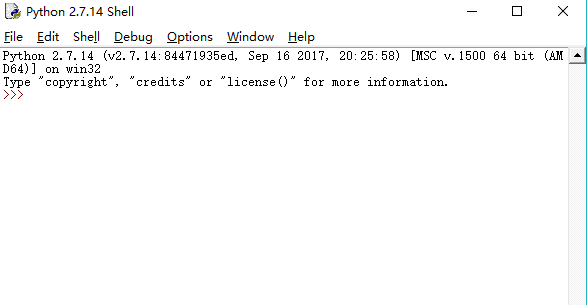 Python 2.7.14 Shell
File Edit Shell Debug Options Window Help
Python 2.7.14 (v2.7.14:84471935ed, Sep 16 2017, 20:25:58) [MSC v.1500 64 bit (AM
D64)] on win32
Type "copyright", "credits" or "license()" for more information.
>>>